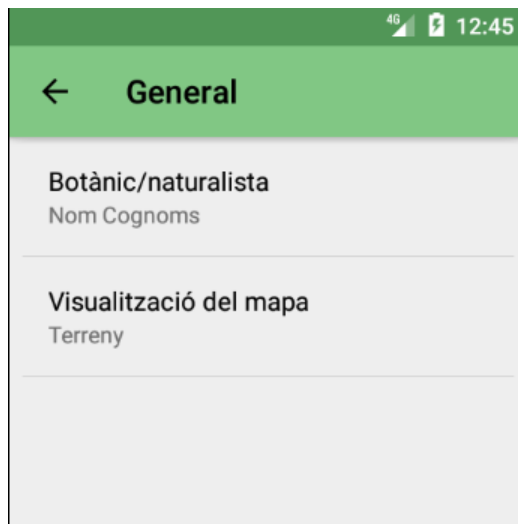 4G 12:45
General
Botànic/naturalista
Nom Cognoms
Visualització del mapa
Terreny